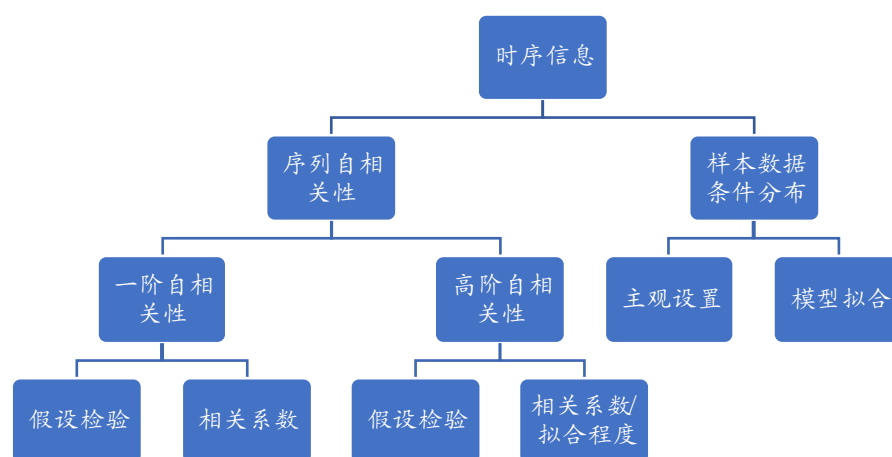 时序信息
序列自相
关性
样本数据
条件分布
一阶自相
关性
高阶自相
关性
主观设置
模型拟合
假设检验
相关系数
假设检验
相关系数/
拟合程度